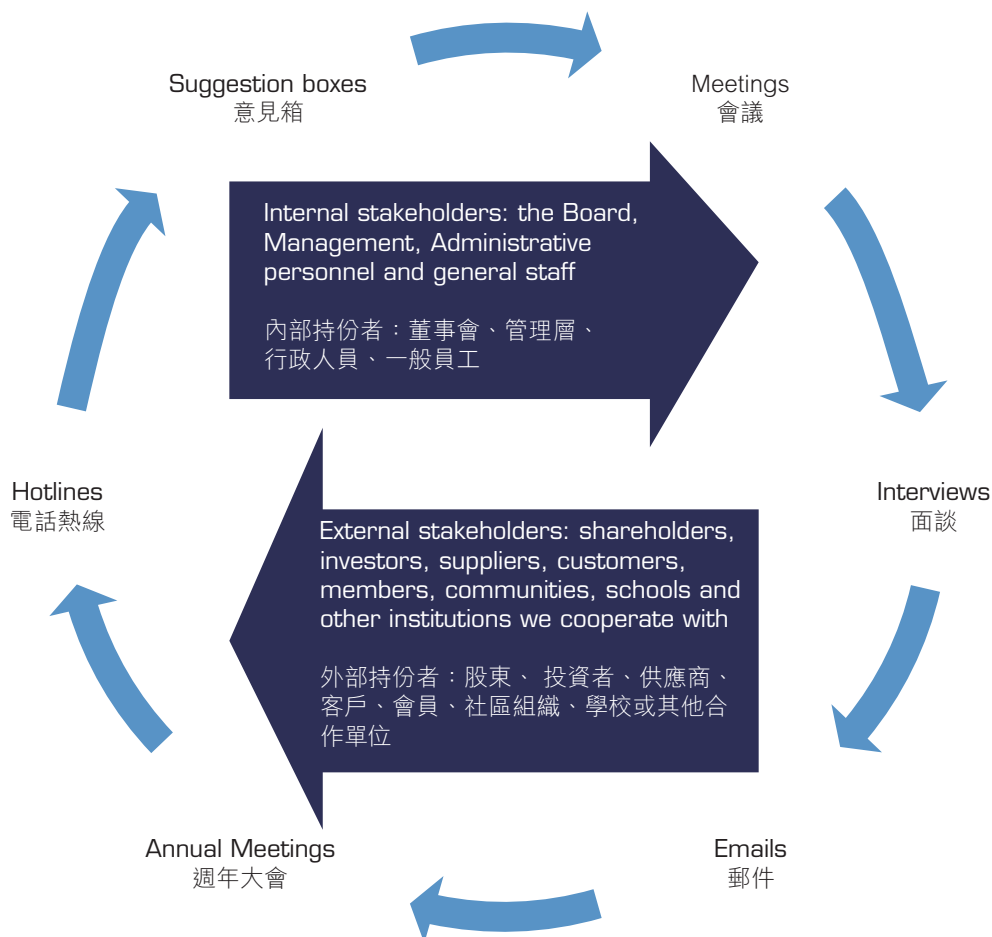 Suggestion boxes
意見箱
Meetings
會議
Internal stakeholders: the Board,
Management, Administrative
personnel and general staff
內部持份者：董事會、管理層、
行政人員、一般員工
Hotlines
電話熱線
Interviews
面談
External stakeholders: shareholders,
investors, suppliers, customers,
members, communities, schools and
other institutions we cooperate with
外部持份者：股東、 投資者、供應商、
客戶、會員、社區組織、學校或其他合
作單位
Annual Meetings
週年大會
Emails
郵件